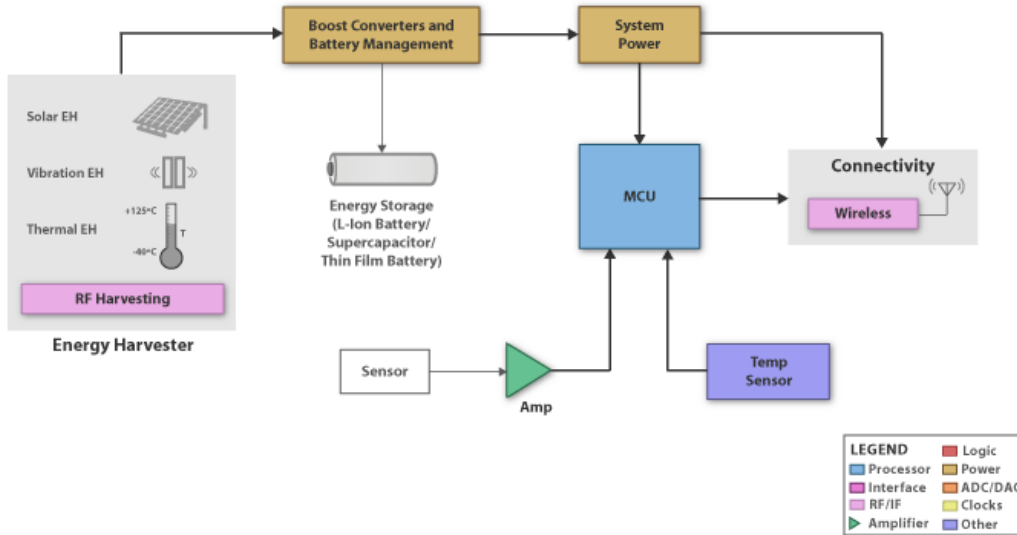 Boost Converters and
Battery Management
System
Power
Solar EH
Vibration EH
Thermal EH
+125°C
T
-40°C
RF Harvesting
Energy Harvester
Energy Storage
(L-Ion Battery/
Supercapacitor/
Thin Film Battery)
MCU
Connectivity
Wireless
Sensor
Amp
Temp
Sensor
LEGEND
Logic
Processor
Power
Interface
ADC/DAC
RF/IF
Clocks
Amplifier
Other